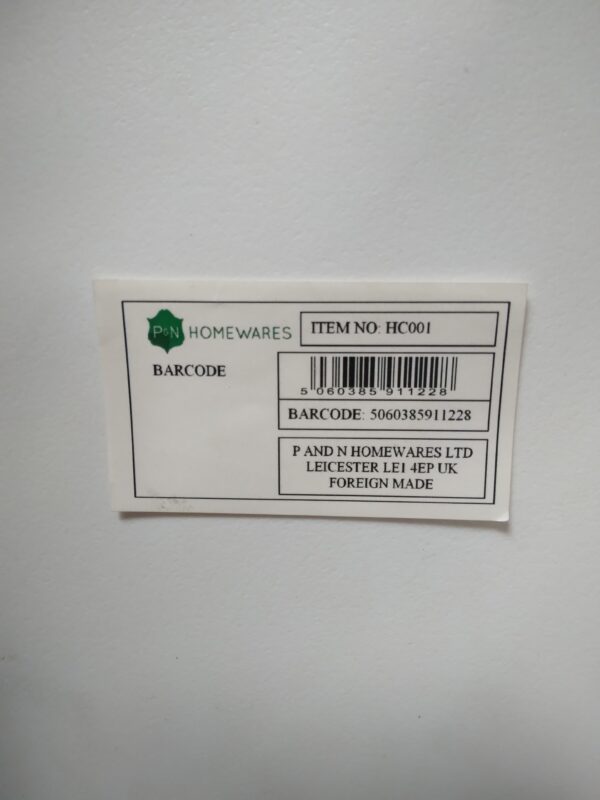 P&N HOMEWARES
ITEM NO: HC001
BARCODE
5 060385 911228
BARCODE: 5060385911228
P AND N HOMEWARES LTD
LEICESTER LE1 4EP UK
FOREIGN MADE